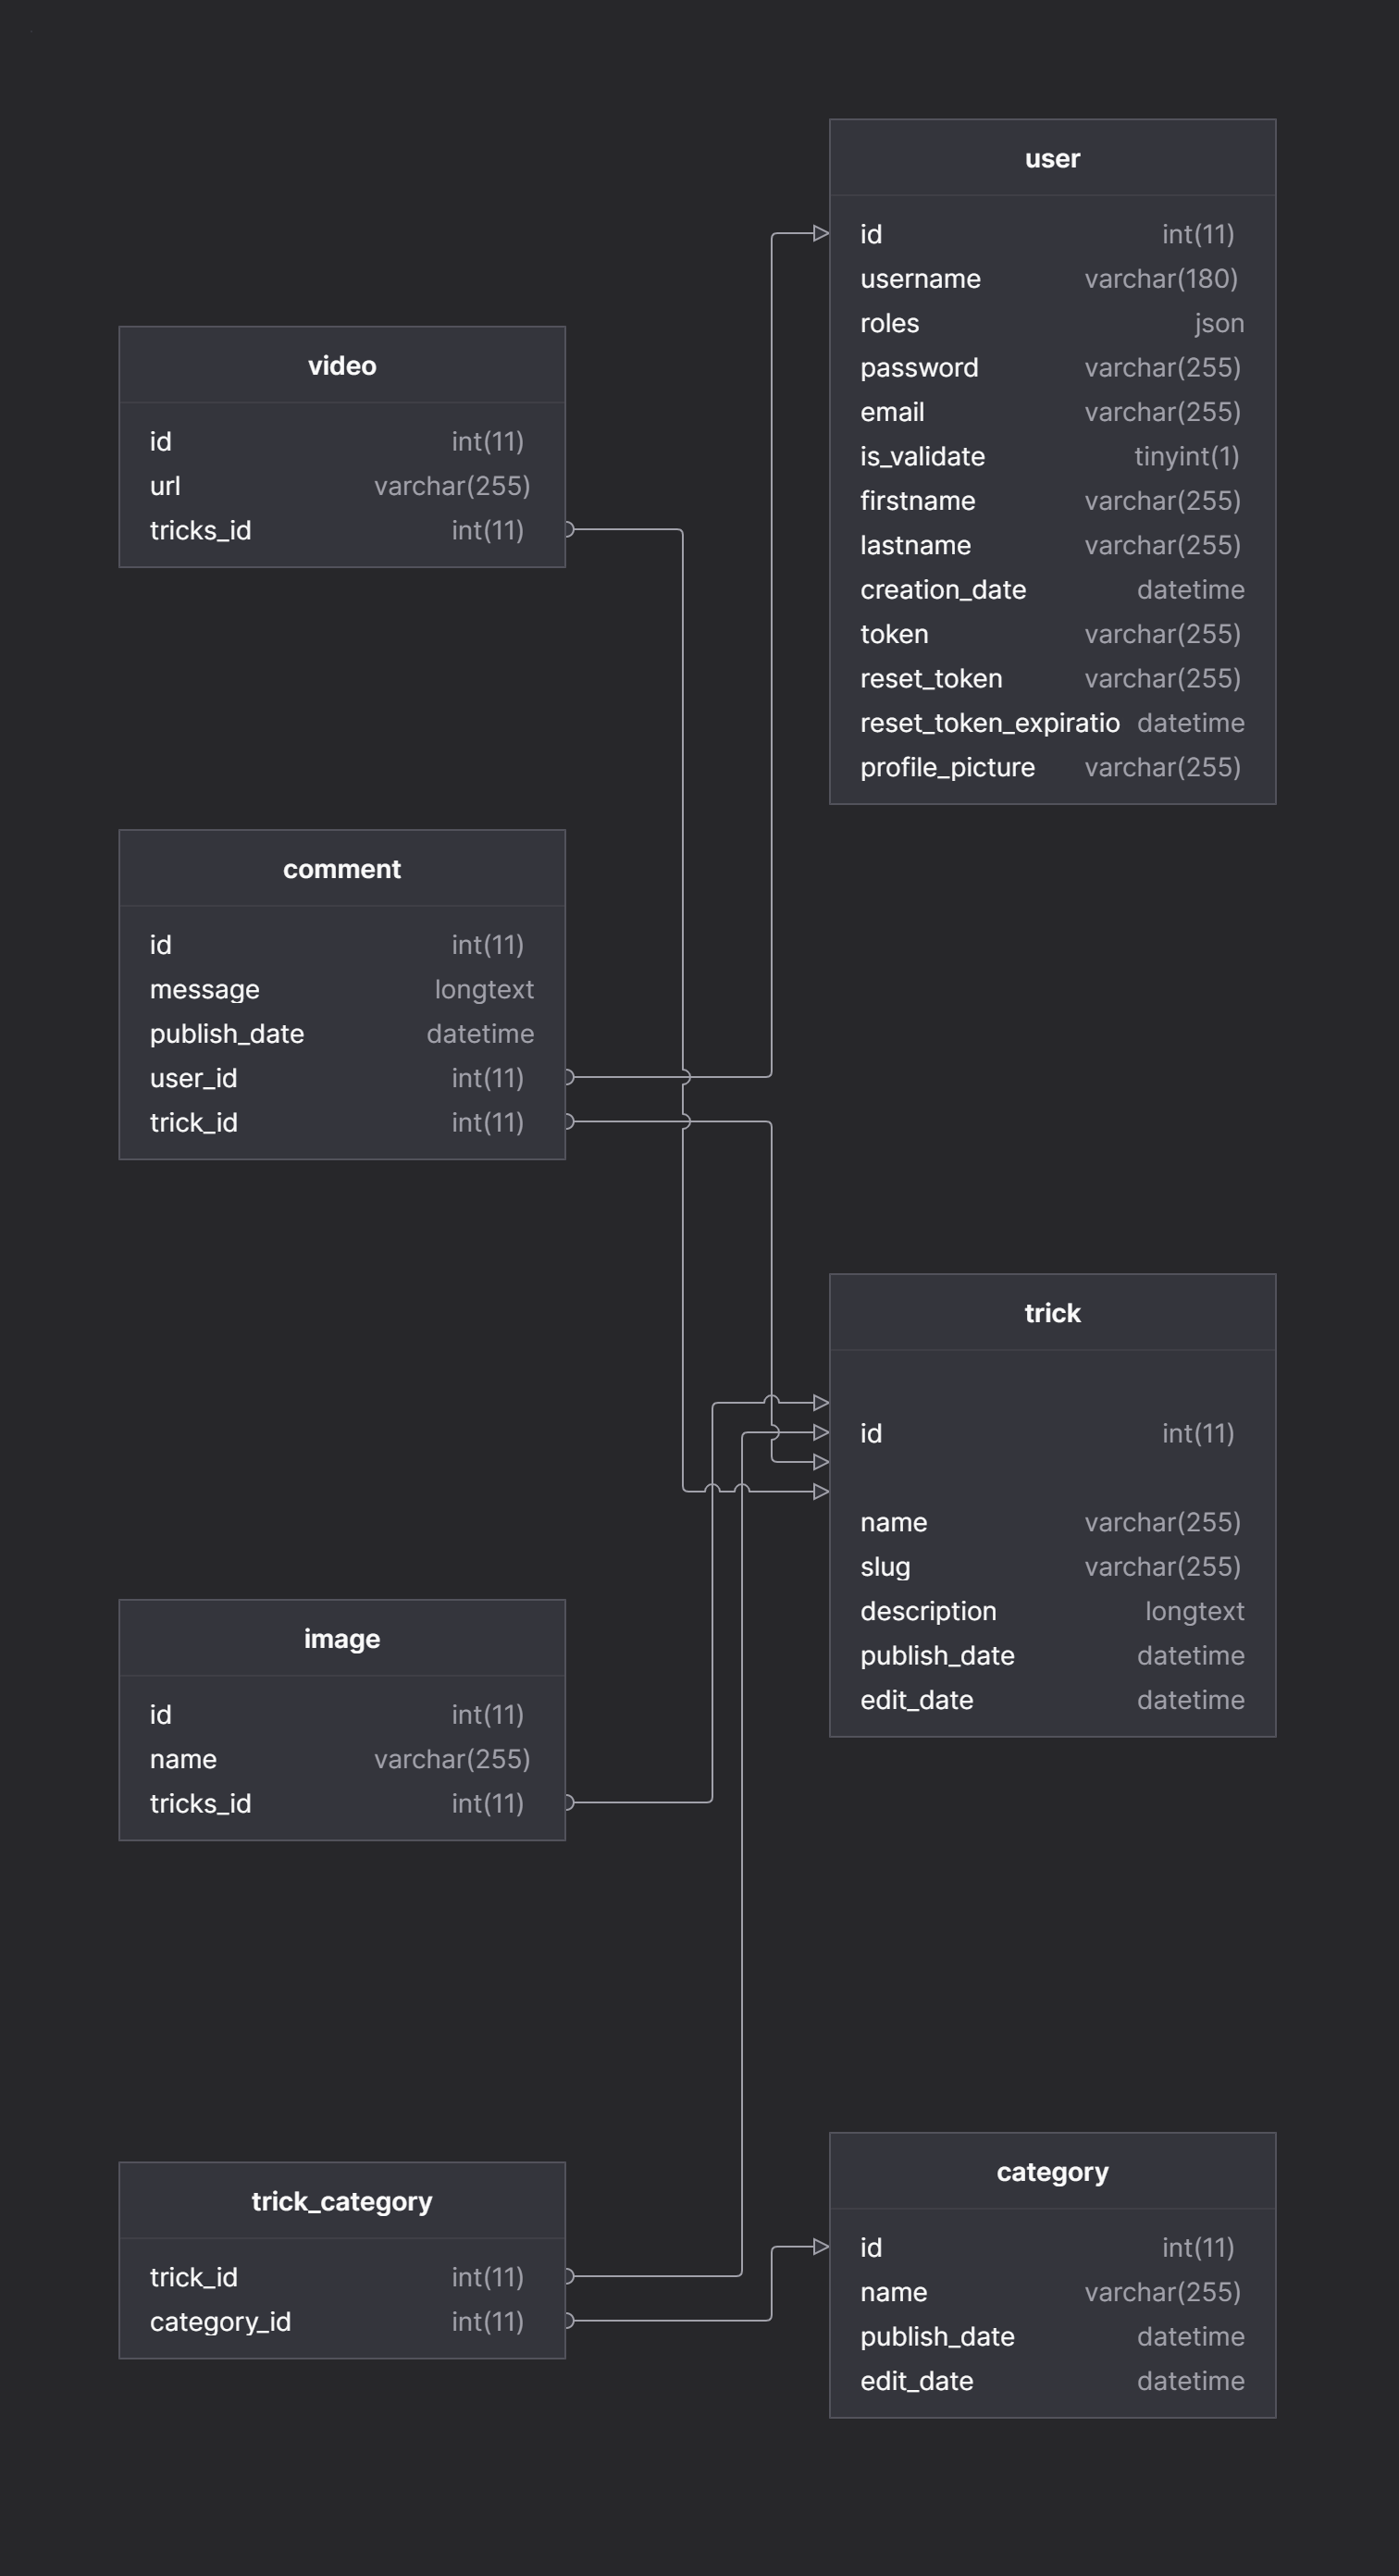 user
id int(11)
username varchar(180)
roles json
password varchar(255)
email varchar(255)
is_validate tinyint(1)
firstname varchar(255)
lastname varchar(255)
creation_date datetime
token varchar(255)
reset_token varchar(255)
reset_token_expiratio datetime
profile_picture varchar(255)
video
id int(11)
url varchar(255)
tricks_id int(11)
comment
id int(11)
message longtext
publish_date datetime
user_id int(11)
trick_id int(11)
trick
id int(11)
name varchar(255)
slug varchar(255)
description longtext
publish_date datetime
edit_date datetime
image
id int(11)
name varchar(255)
tricks_id int(11)
trick_category
trick_id int(11)
category_id int(11)
category
id int(11)
name varchar(255)
publish_date datetime
edit_date datetime